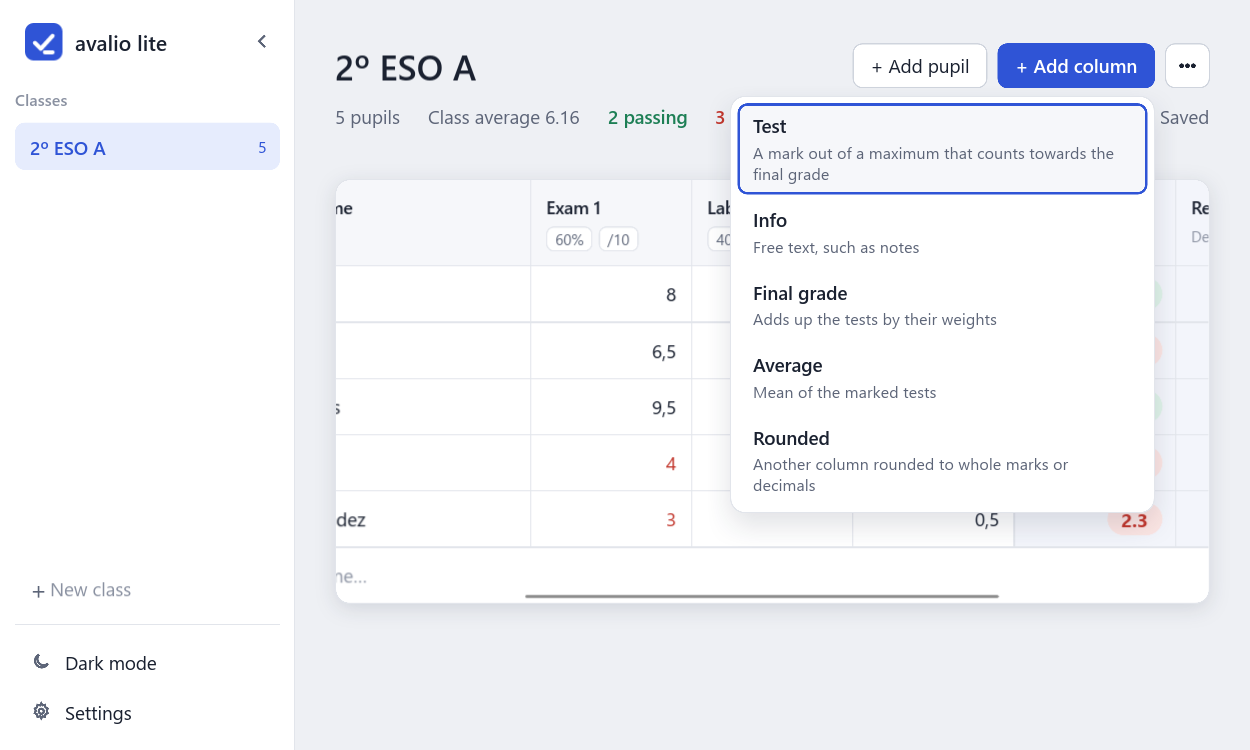 avalio lite
Classes
2º ESO A
5
+ New class
Dark mode
Settings
2º ESO A
+ Add pupil
+ Add column
5 pupils
Class average 6.16
2 passing
3
Saved
Test
A mark out of a maximum that counts towards the
final grade
Info
Free text, such as notes
Final grade
Adds up the tests by their weights
Average
Mean of the marked tests
Rounded
Another column rounded to whole marks or
decimals
Exam 1
60%
/10
8
6,5
9,5
4
dez
3
0,5
2.3